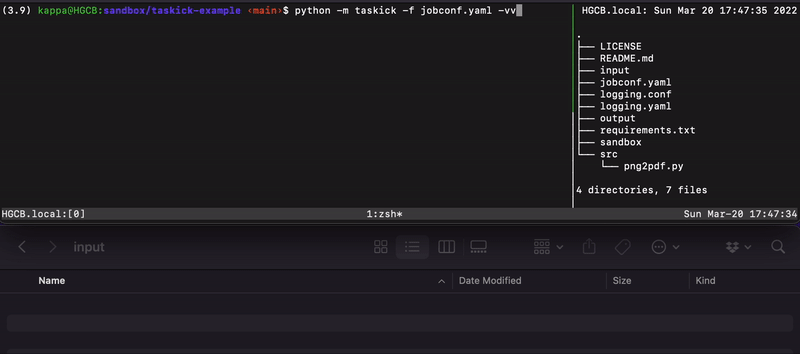 (3.9) kappa@HGCB:sandbox/taskick-example ‹main›$ python -m taskick -f jobconf.yaml -vv
HGCB.local: Sun Mar 20 17:47:35 2022
.
├── LICENSE
├── README.md
├── input
├── jobconf.yaml
├── logging.conf
├── logging.yaml
├── output
├── requirements.txt
├── sandbox
└── src
    └── png2pdf.py
4 directories, 7 files
HGCB.local:[0] 1:zsh* Sun Mar-20 17:47:34
input
Name Date Modified Size Kind